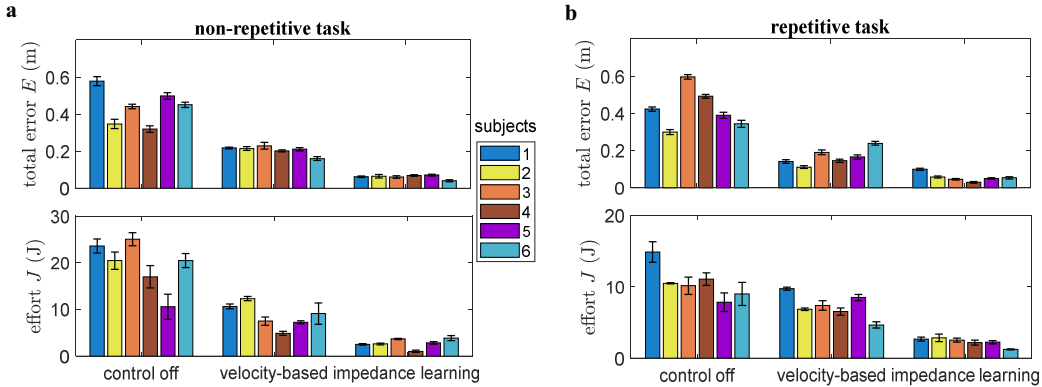 a
non-repetitive task
total error E (m)
0.6
0.4
0.2
0
effort J (J)
30
20
10
0
control off velocity-based impedance learning
subjects
1
2
3
4
5
6
b
repetitive task
total error E (m)
0.6
0.4
0.2
0
effort J (J)
20
10
0
control off velocity-based impedance learning